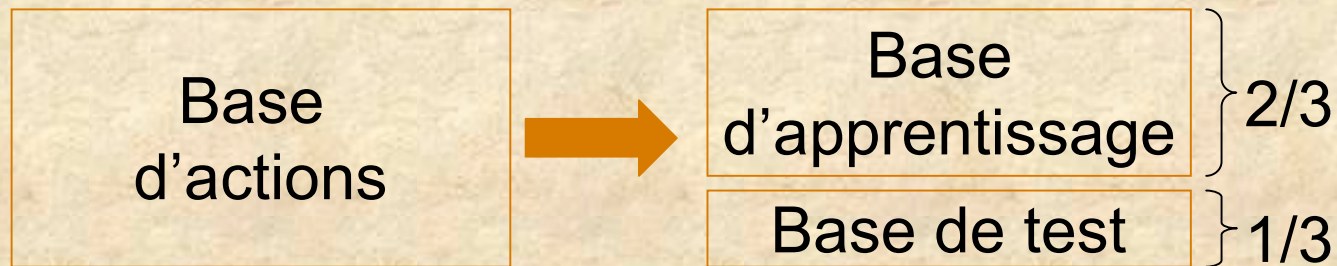 Base
d’actions
Base
d’apprentissage
2/3
Base de test
1/3